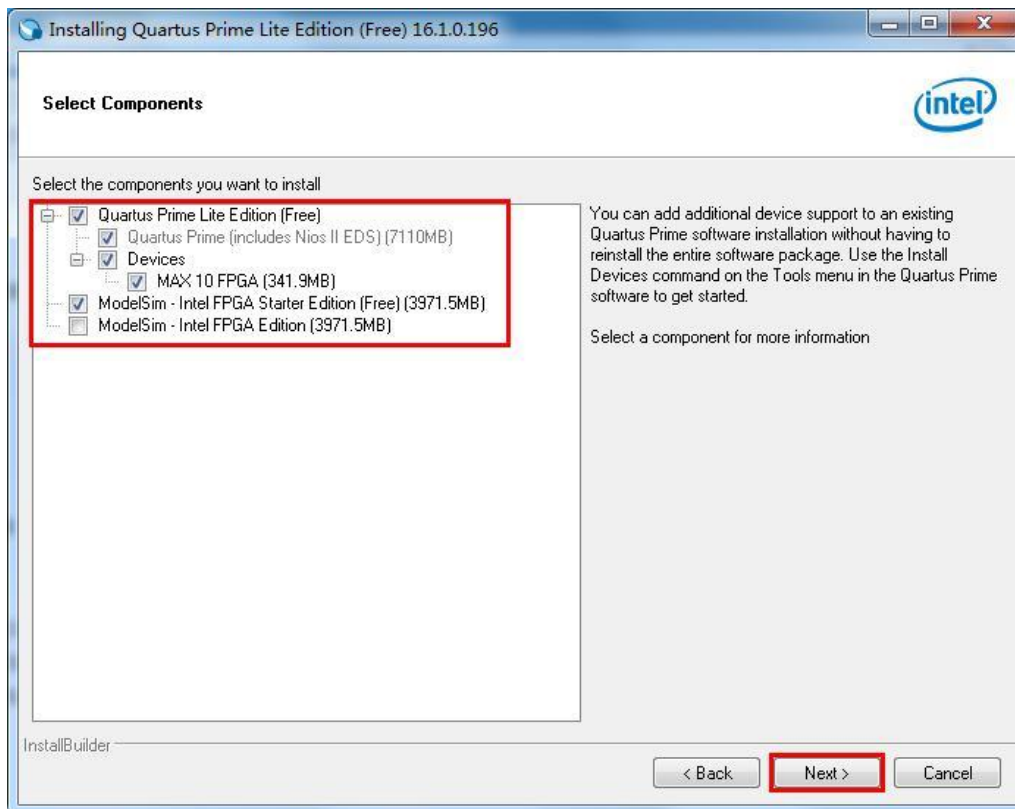 Installing Quartus Prime Lite Edition (Free) 16.1.0.196
Select Components
intel
Select the components you want to install
Quartus Prime Lite Edition (Free)
Quartus Prime (includes Nios II EDS) (7110MB)
Devices
MAX 10 FPGA (341.9MB)
ModelSim - Intel FPGA Starter Edition (Free) (3971.5MB)
ModelSim - Intel FPGA Edition (3971.5MB)
You can add additional device support to an existing
Quartus Prime software installation without having to
reinstall the entire software package. Use the Install
Devices command on the Tools menu in the Quartus Prime
software to get started.
Select a component for more information
InstallBuilder
< Back
Next >
Cancel